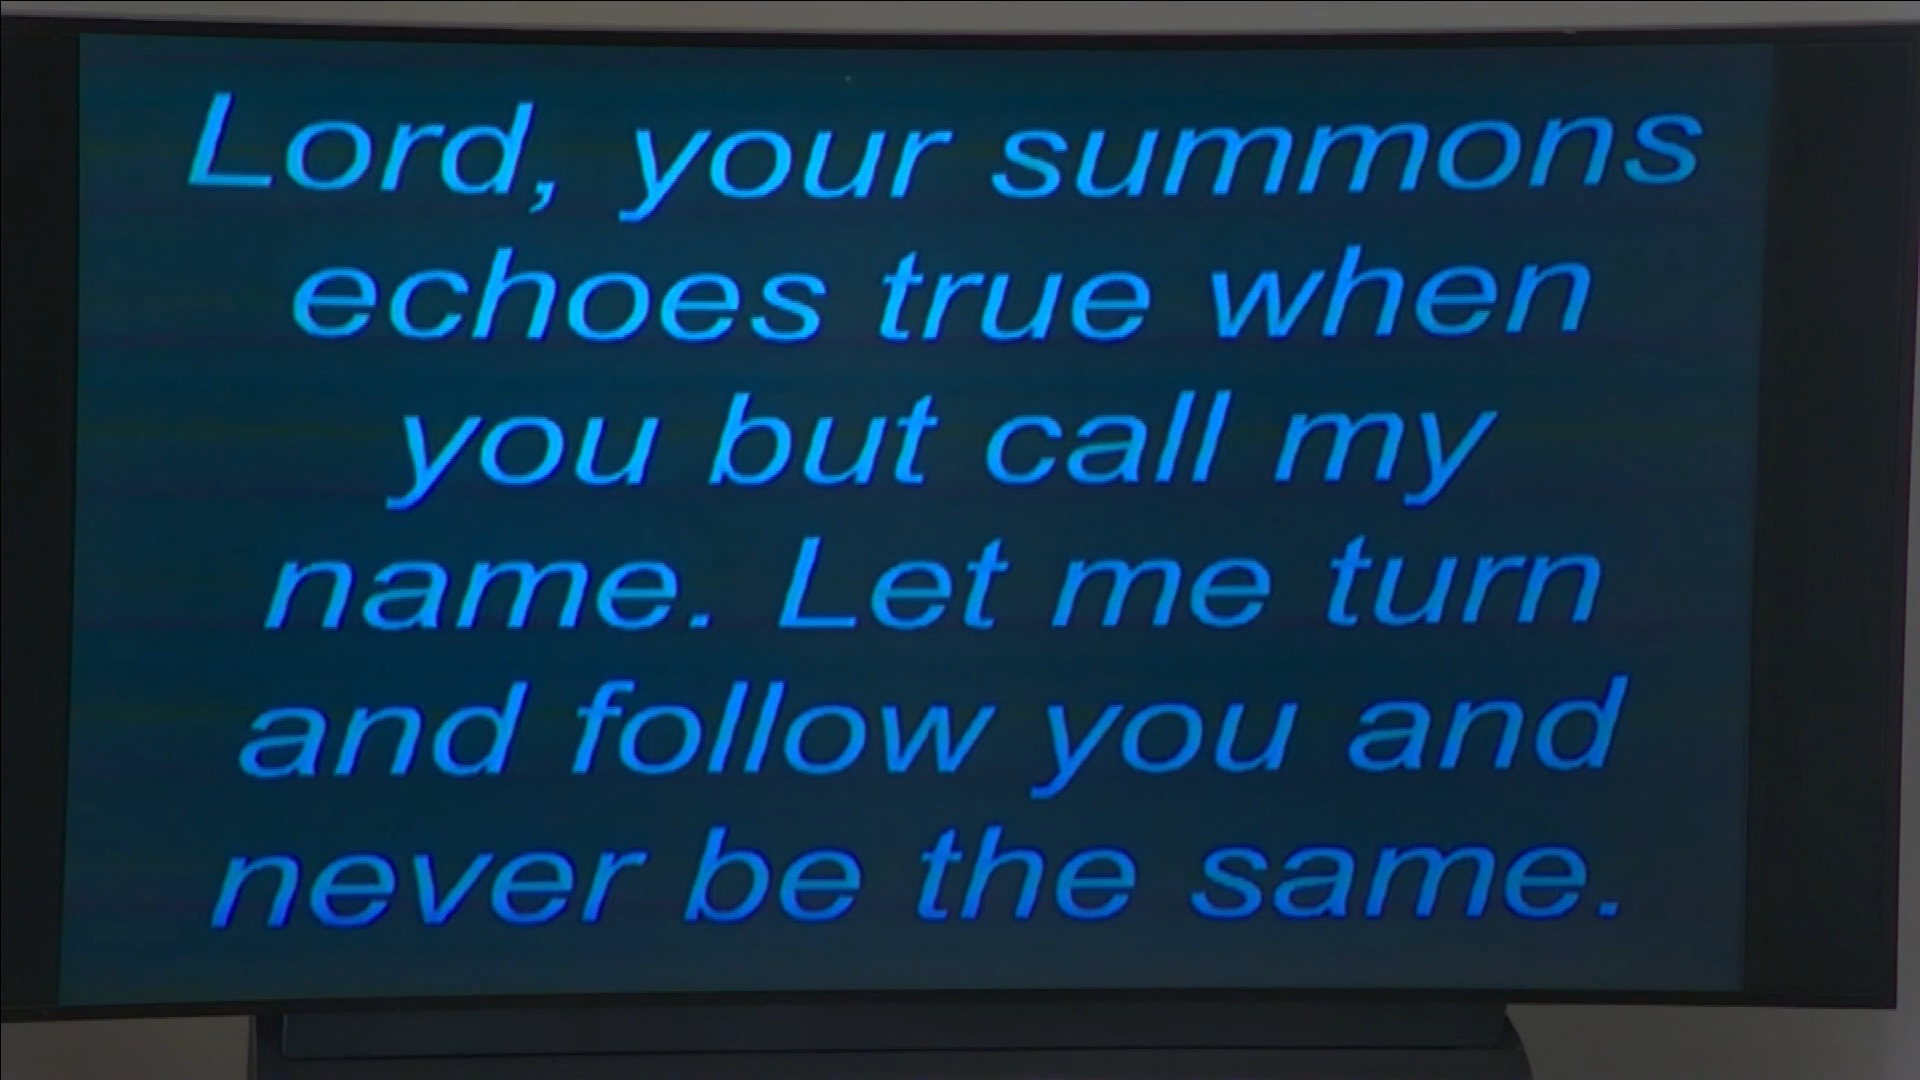 Lord, your summons
echoes true when
you but call my
name. Let me turn
and follow you and
never be the same.